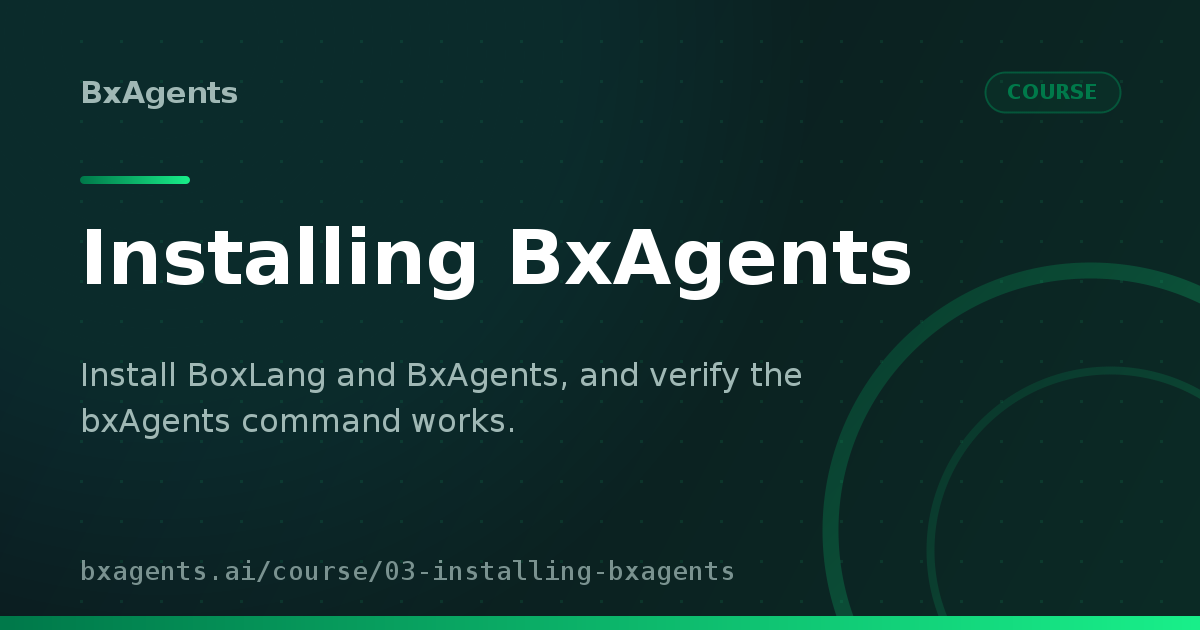 BxAgents
COURSE
Installing BxAgents
Install BoxLang and BxAgents, and verify the
bxAgents command works.
bxagents.ai/course/03-installing-bxagents